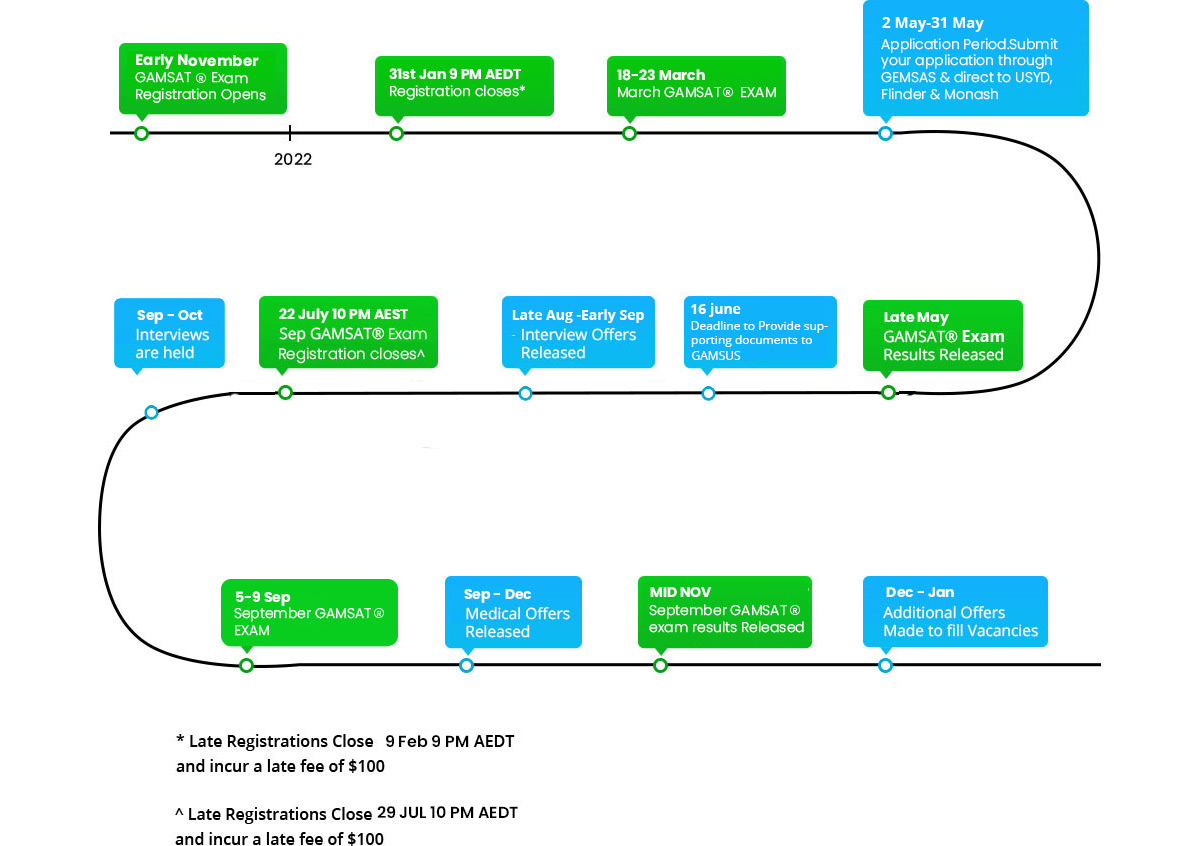 Early November
GAMSAT ® Exam
Registration Opens
31st Jan 9 PM AEDT
Registration closes*
18-23 March
March GAMSAT® EXAM
2 May-31 May
Application Period.Submit
your application through
GEMSAS & direct to USYD,
Flinder & Monash
2022
Sep - Oct
Interviews
are held
22 July 10 PM AEST
Sep GAMSAT® Exam
Registration closes^
Late Aug -Early Sep
- Interview Offers
Released
16 june
Deadline to Provide sup-
porting documents to
GAMSUS
Late May
GAMSAT® Exam
Results Released
5-9 Sep
September GAMSAT®
EXAM
Sep - Dec
Medical Offers
Released
MID NOV
September GAMSAT®
exam results Released
Dec - Jan
Additional Offers
Made to fill Vacancies
* Late Registrations Close 9 Feb 9 PM AEDT
and incur a late fee of $100
^ Late Registrations Close 29 JUL 10 PM AEDT
and incur a late fee of $100